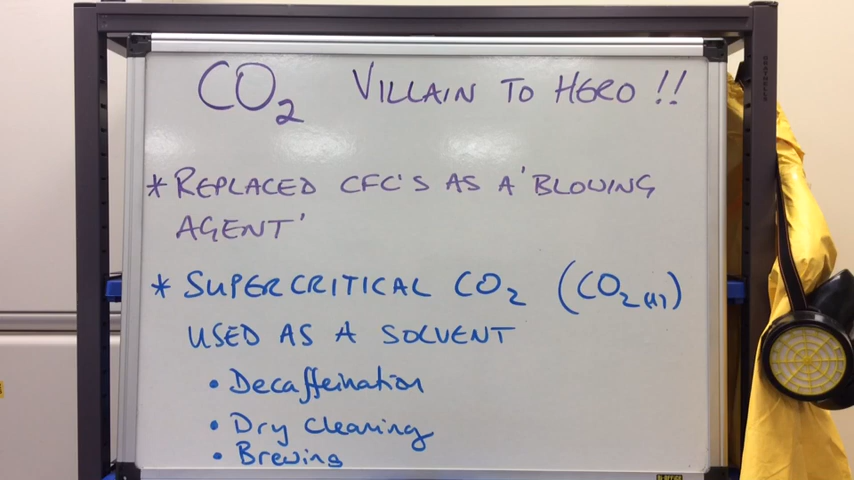 CO2 VILLAIN TO HERO !!
* REPLACED CFC'S AS A 'BLOWING
AGENT'
* SUPERCRITICAL CO2 (CO2(l))
USED AS A SOLVENT
• Decaffeination
• Dry Cleaning
• Brewing